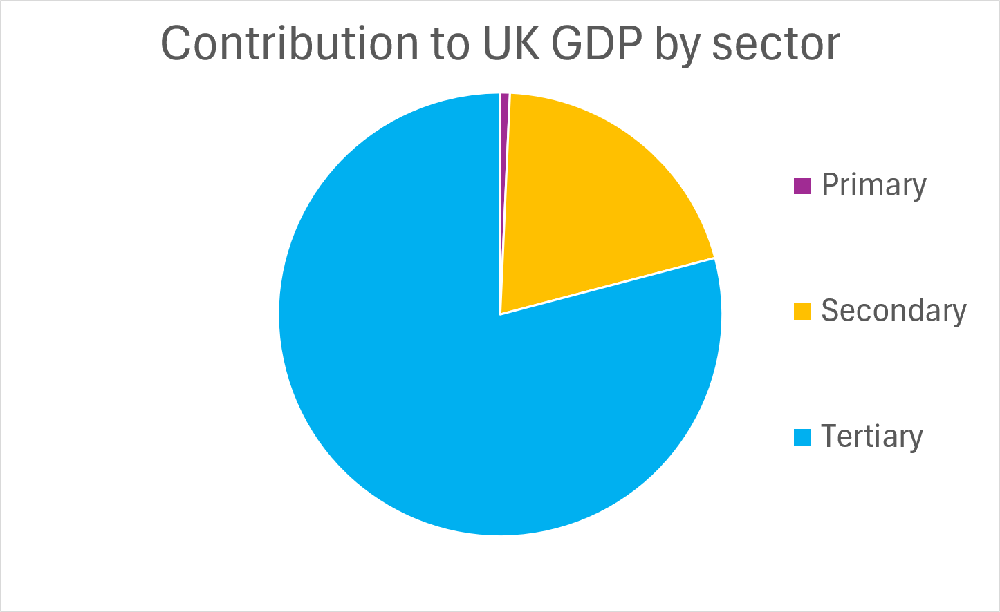 Contribution to UK GDP by sector
Primary
Secondary
Tertiary